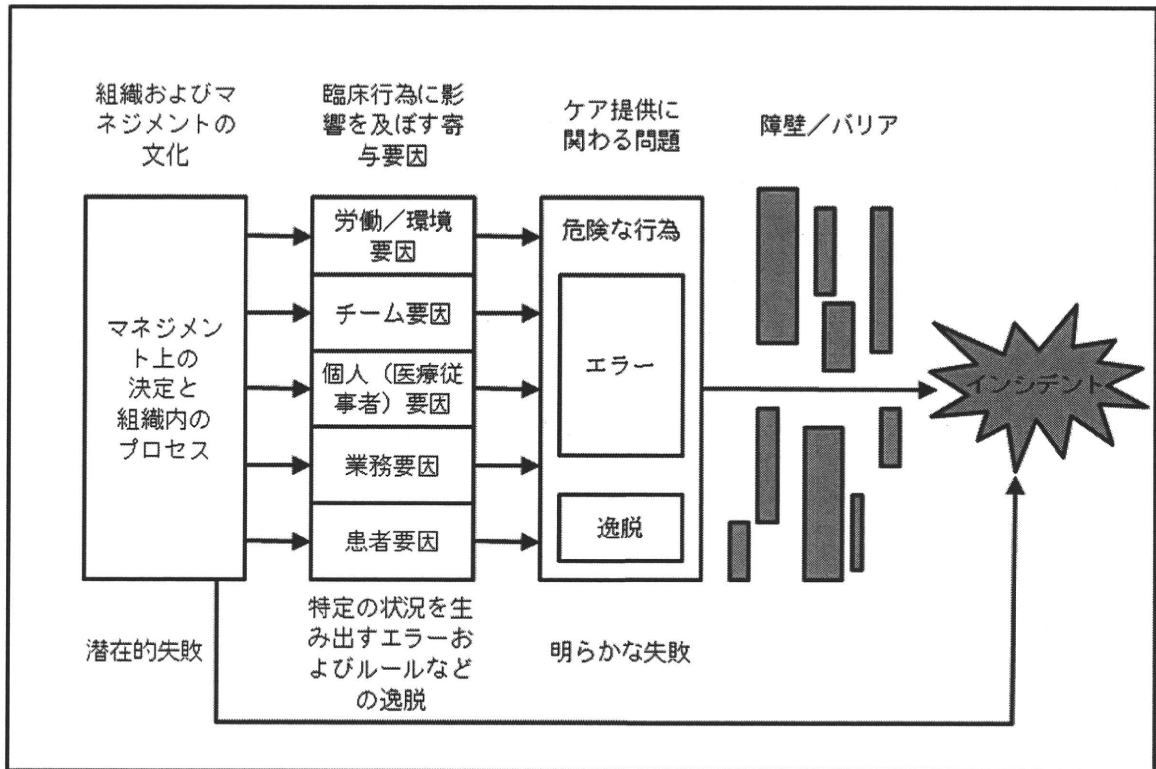 組織およびマ
ネジメントの
文化
臨床行為に影
響を及ぼす寄
与要因
ケア提供に
関わる問題
障壁／バリア
マネジメン
ト上の
決定と
組織内の
プロセス
労働／環境
要因
チーム要因
個人（医療従
事者）要因
業務要因
患者要因
危険な行為
エラー
逸脱
インシデント
潜在的失敗
特定の状況を生
み出すエラーお
よびルールなど
の逸脱
明らかな失敗